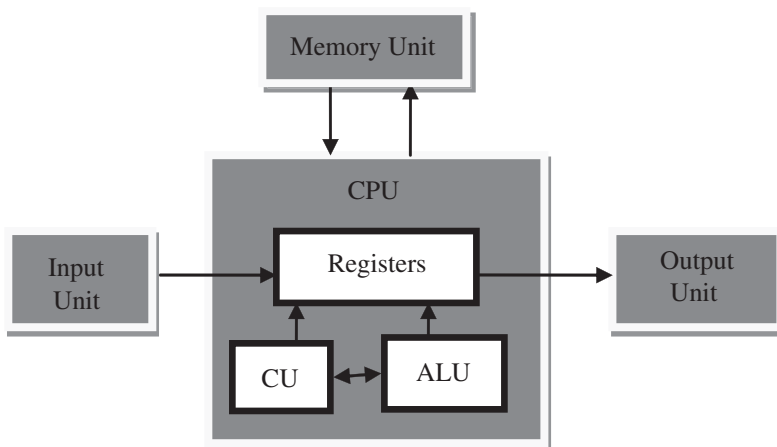 Memory Unit
CPU
Registers
Input
Unit
Output
Unit
CU
ALU